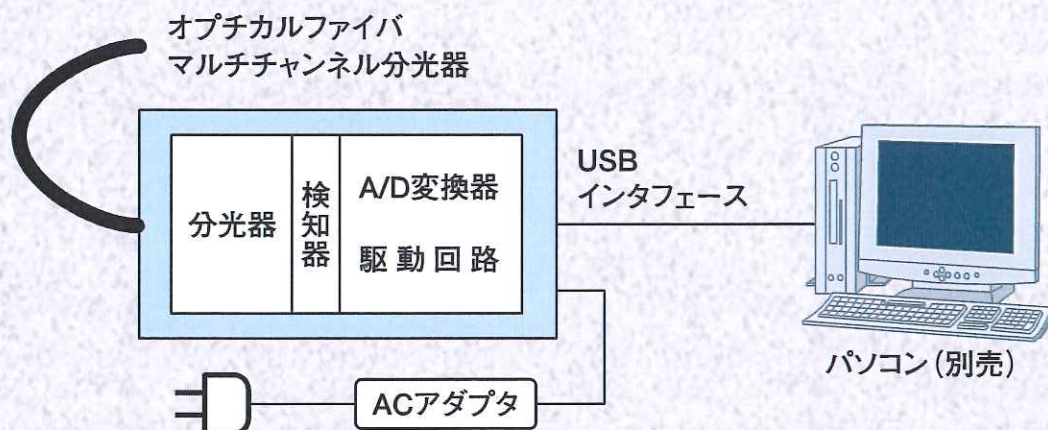 オプチカルファイバ
マルチチャンネル分光器
分光器
検知器
A/D変換器
駆動回路
USB
インタフェース
パソコン(別売)
ACアダプタ